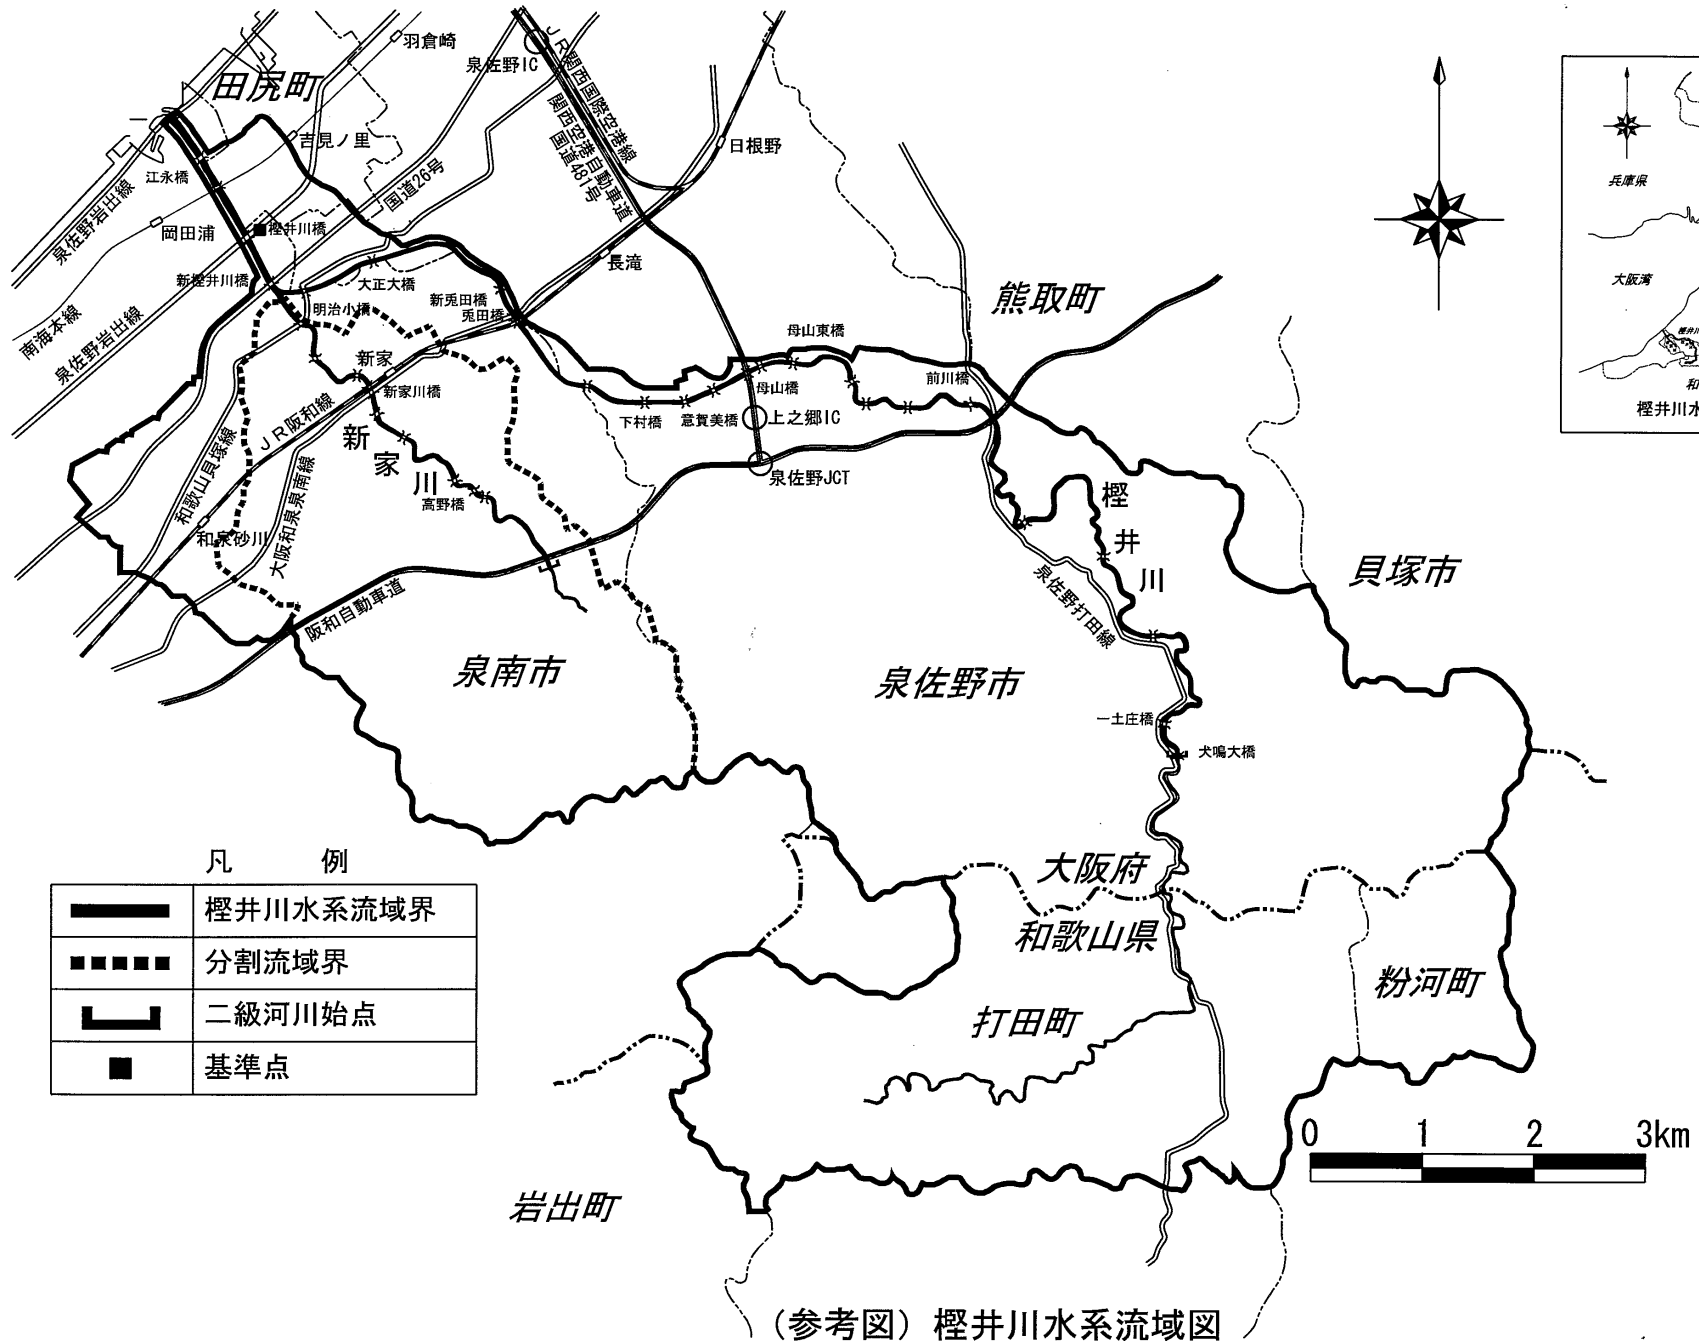 羽倉崎
泉佐野IC
JR関西国際空港線
関西空港自動車道
国道481号
田尻町
吉見ノ里
日根野
江永橋
国道26号
泉佐野岩出線
岡田浦
樫井川橋
長滝
兵庫県
新樫井川橋
大正大橋
新兎田橋
兎田橋
明治小橋
熊取町
大阪湾
南海本線
泉佐野岩出線
新家
新家川橋
母山東橋
母山橋
前川橋
下村橋
意賀美橋
上之郷IC
樫井川
和
樫井川水
JR阪和線
新家川
和歌山貝塚線
高野橋
泉佐野JCT
和泉砂川
大阪和泉泉南線
樫井川
貝塚市
泉佐野打田線
阪和自動車道
泉南市
泉佐野市
一土庄橋
犬鳴大橋
凡 例
樫井川水系流域界
分割流域界
二級河川始点
基準点
大阪府
和歌山県
打田町
粉河町
岩出町
0 1 2 3km
(参考図) 樫井川水系流域図